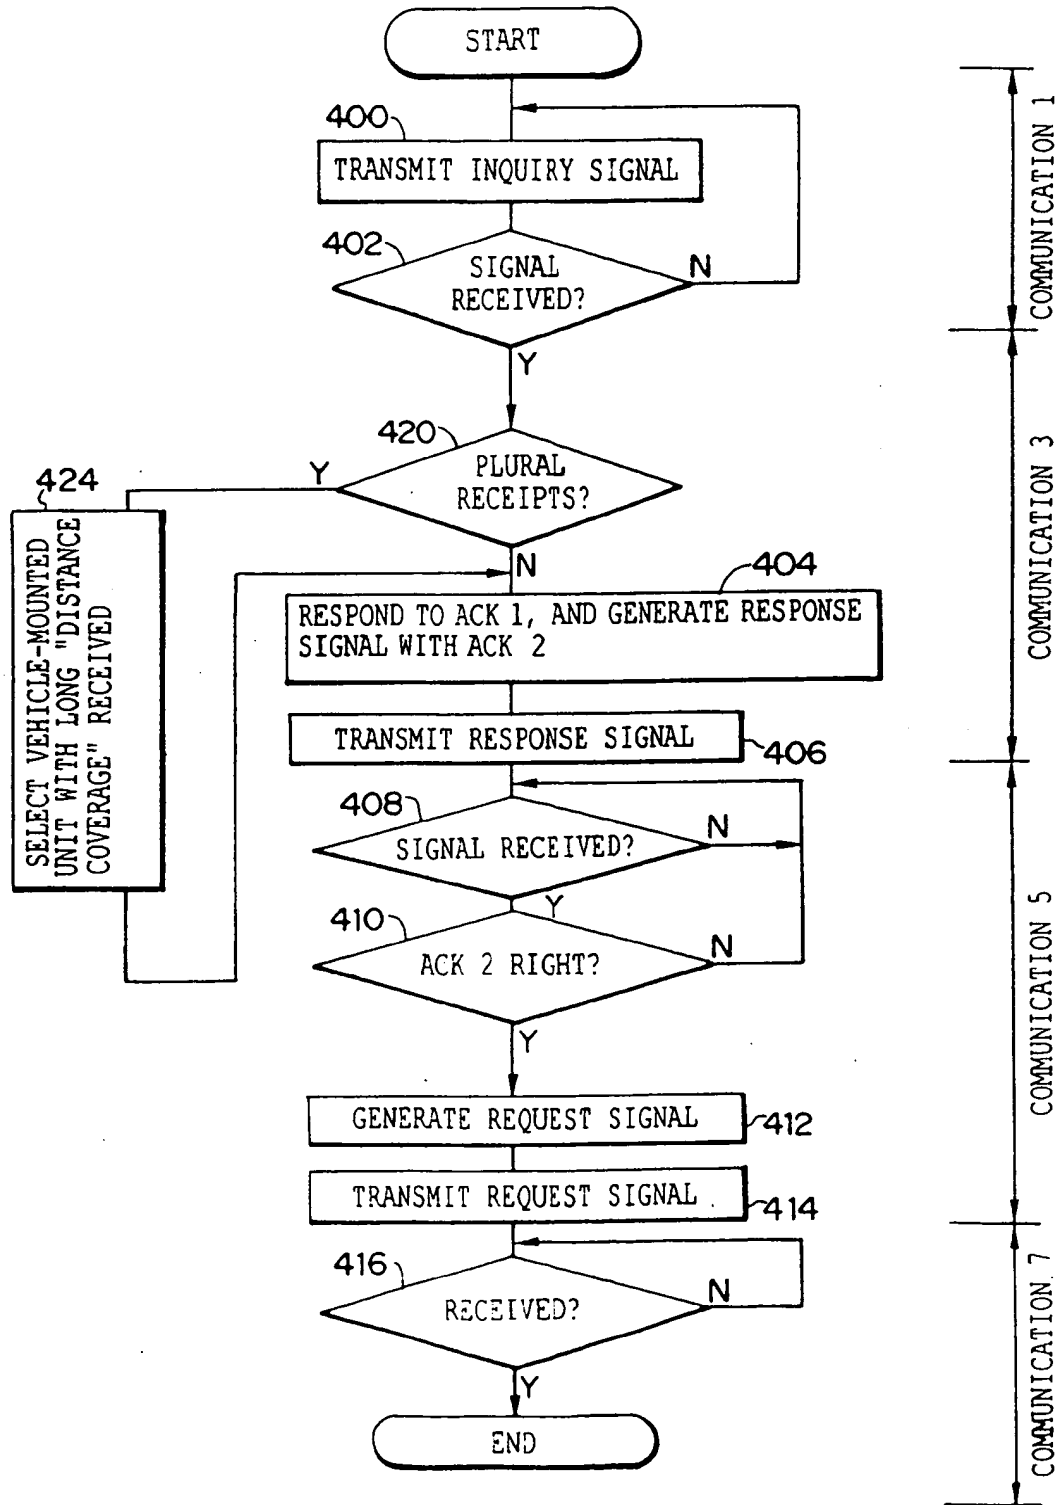 START
400
TRANSMIT INQUIRY SIGNAL
402
SIGNAL
RECEIVED?
N
Y
COMMUNICATION 1
420
PLURAL
RECEIPTS?
Y
N
424
SELECT VEHICLE-MOUNTED
UNIT WITH LONG "DISTANCE
COVERAGE" RECEIVED
404
RESPOND TO ACK 1, AND GENERATE RESPONSE
SIGNAL WITH ACK 2
TRANSMIT RESPONSE SIGNAL
406
COMMUNICATION 3
408
SIGNAL RECEIVED?
N
Y
410
ACK 2 RIGHT?
N
Y
GENERATE REQUEST SIGNAL
412
TRANSMIT REQUEST SIGNAL
414
COMMUNICATION 5
416
RECEIVED?
N
Y
END
COMMUNICATION 7